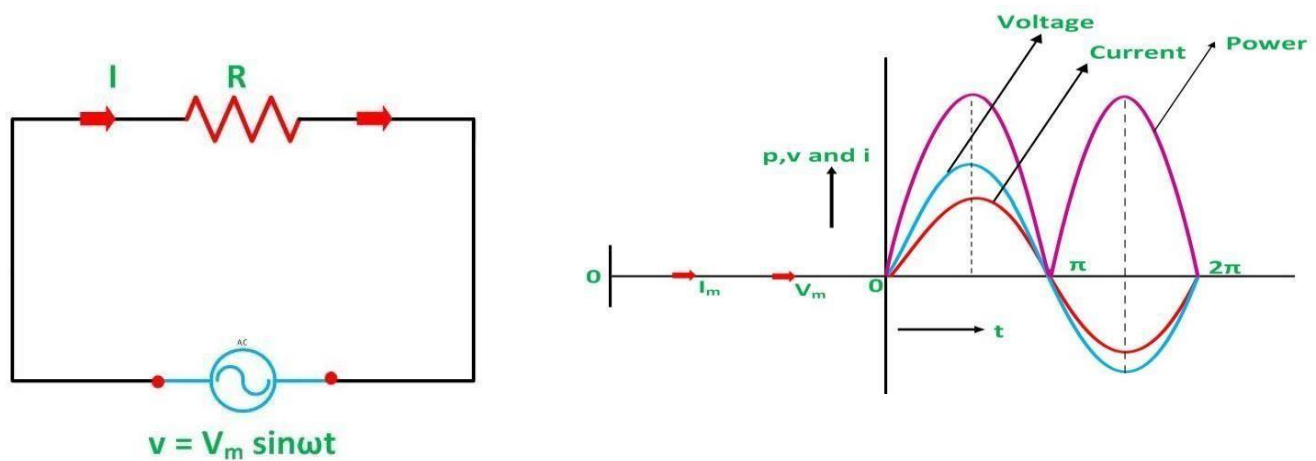 I
R
AC
v = Vₘ sinωt
Voltage
Current
Power
p,v and i
0
Iₘ
Vₘ
0
π
2π
t